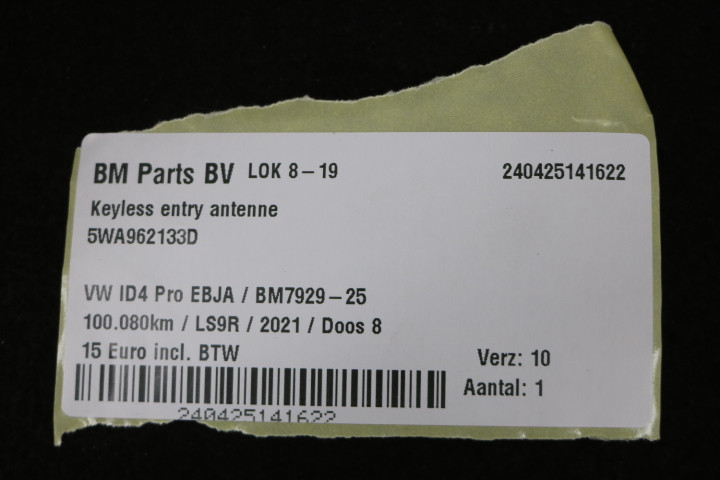 BM Parts BV LOK 8-19 240425141622
Keyless entry antenne
5WA962133D
VW ID4 Pro EBJA / BM7929-25
100.080km / LS9R / 2021 / Doos 8
15 Euro incl. BTW Verz: 10
Aantal: 1
240425141622